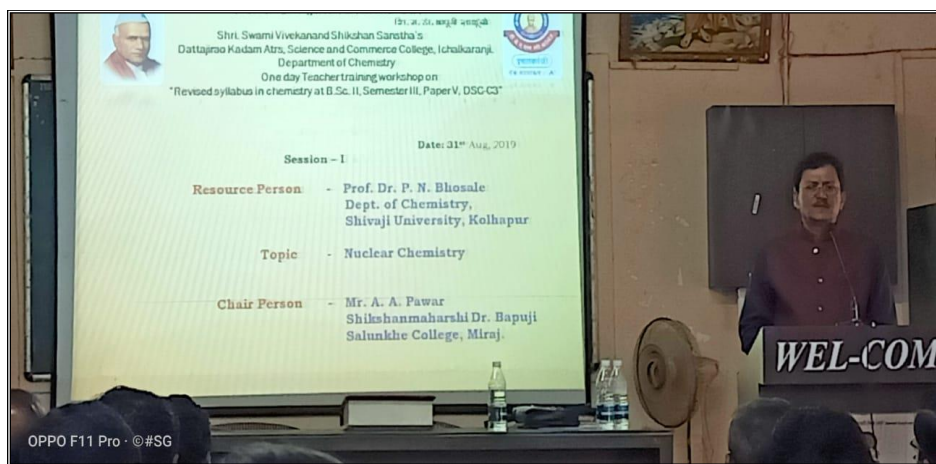 Shri. Swami Vivekanand Shikshan Sanstha's
Dattajirao Kadam Atrs, Science and Commerce College, Ichalkaranji.
Department of Chemistry
One day Teacher training workshop on
"Revised syllabus in chemistry at B.Sc. II, Semester III, Paper V, DSC-C3"
Date: 31st Aug, 2019
Session – I
Resource Person - Prof. Dr. P. N. Bhosale
Dept. of Chemistry,
Shivaji University, Kolhapur
Topic - Nuclear Chemistry
Chair Person - Mr. A. A. Pawar
Shikshanmaharshi Dr. Bapuji
Salunkhe College, Miraj.
WEL-COM
OPPO F11 Pro · ©#SG